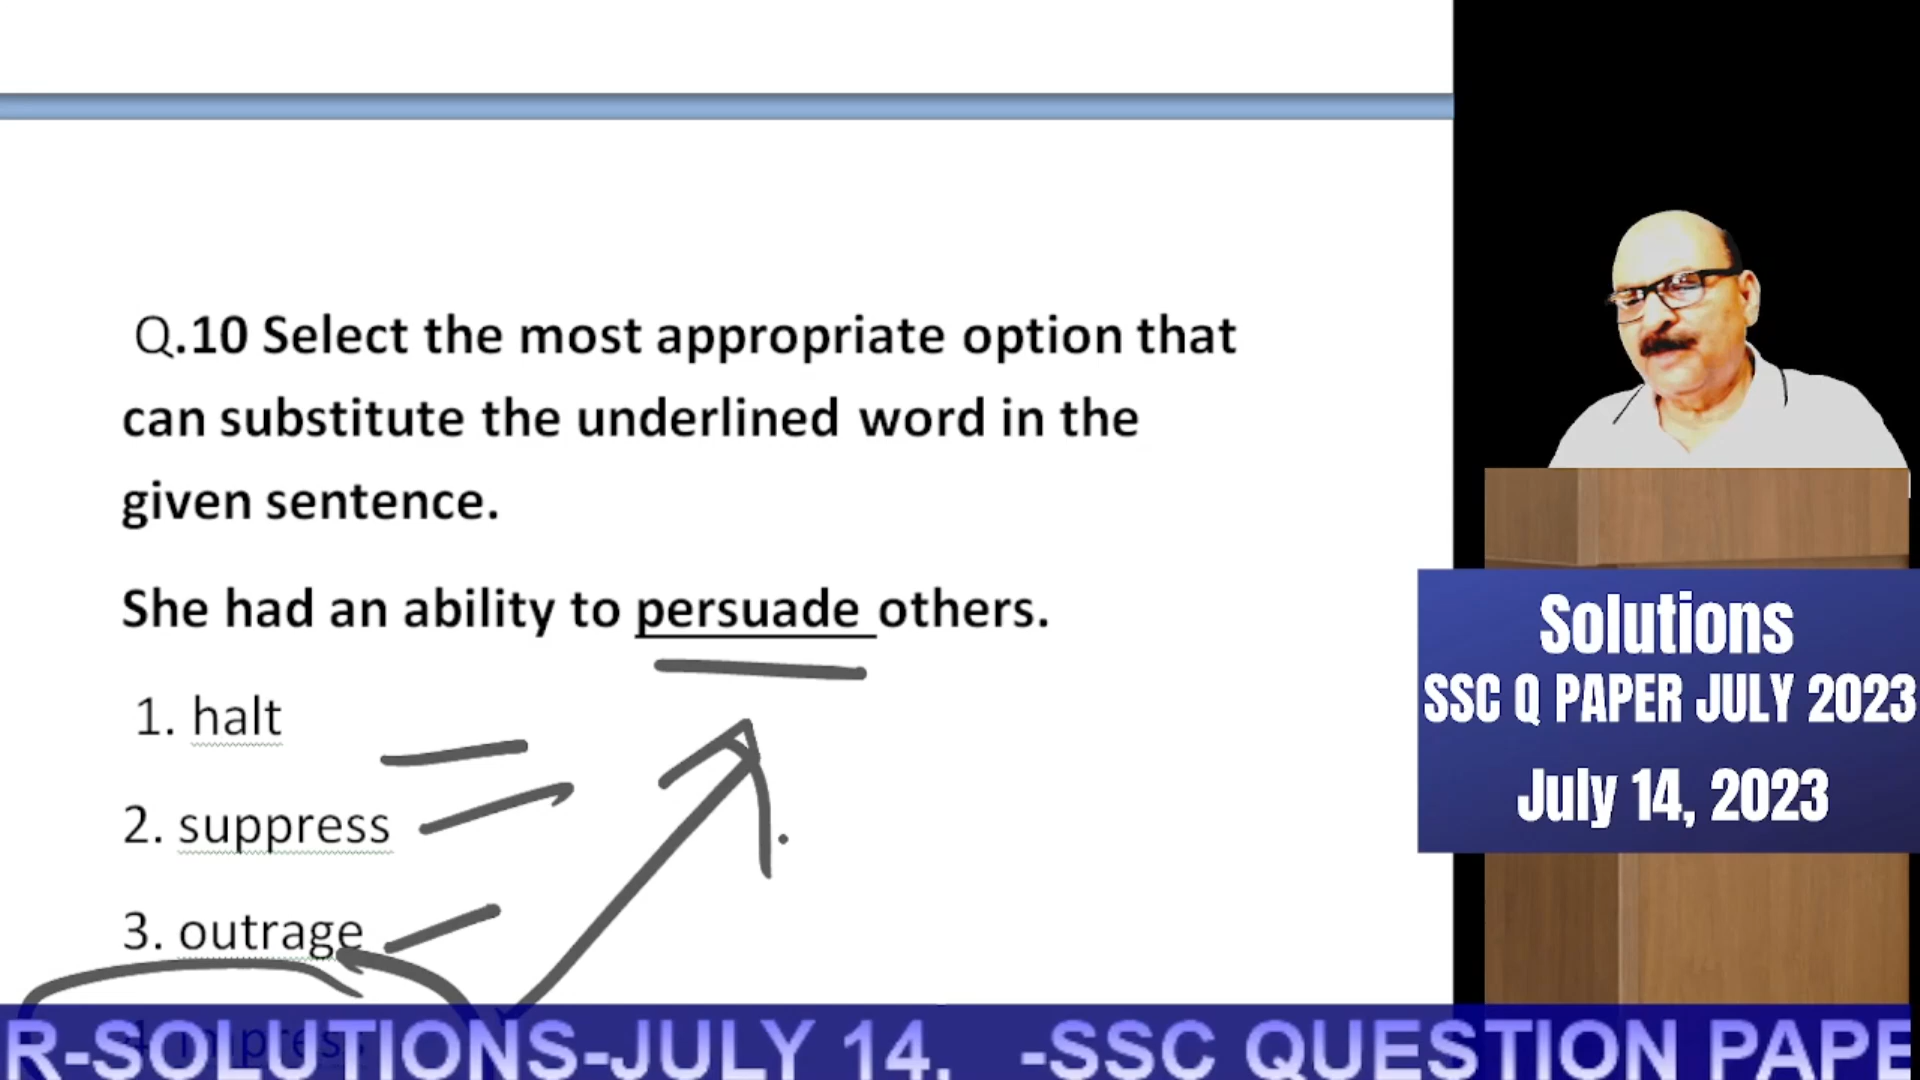 Q.10 Select the most appropriate option that
can substitute the underlined word in the
given sentence.
She had an ability to persuade others.
1. halt
2. suppress
3. outrage
4. impress
Solutions
SSC Q PAPER JULY 2023
July 14, 2023
R-SOLUTIONS-JULY 14. -SSC QUESTION PAPE